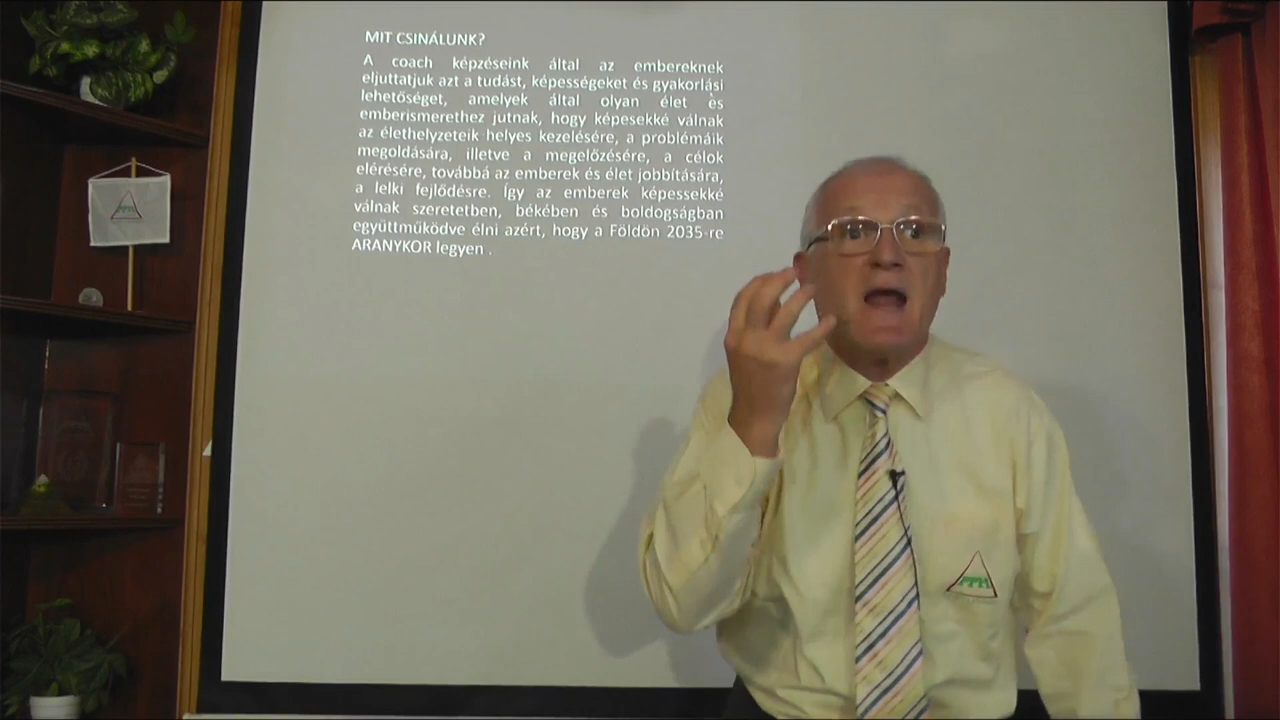 MIT CSINÁLUNK?
A coach képzéseink által az embereknek
eljuttatjuk azt a tudást, képességeket és gyakorlási
lehetőséget, amelyek által olyan élet ès
emberismerethez jutnak, hogy képesekké válnak
az élethelyzeteik helyes kezelésére, a problémáik
megoldására, illetve a megelőzésére, a célok
elérésére, továbbá az emberek és élet jobbítására,
a lelki fejlődésre. Így az emberek képessekké
válnak szeretetben, békében és boldogságban
együttműködve élni azért, hogy a Földön 2035-re
ARANYKOR legyen .